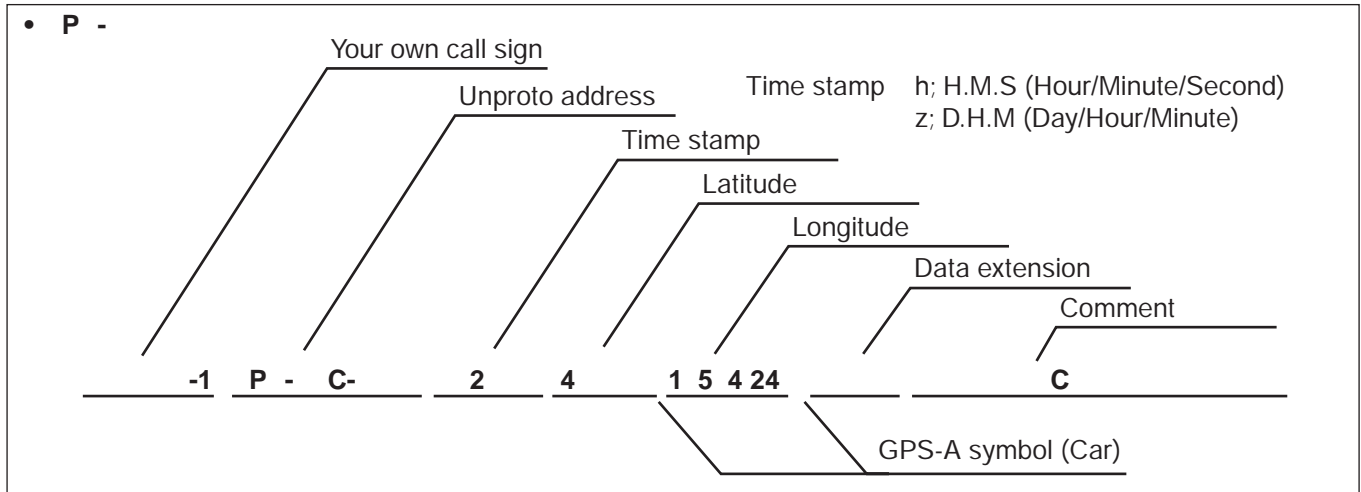 • P -
Your own call sign
Unproto address
Time stamp h; H.M.S (Hour/Minute/Second)
z; D.H.M (Day/Hour/Minute)
Time stamp
Latitude
Longitude
Data extension
Comment
-1 P - C- 2 4 1 5 4 24 C
GPS-A symbol (Car)